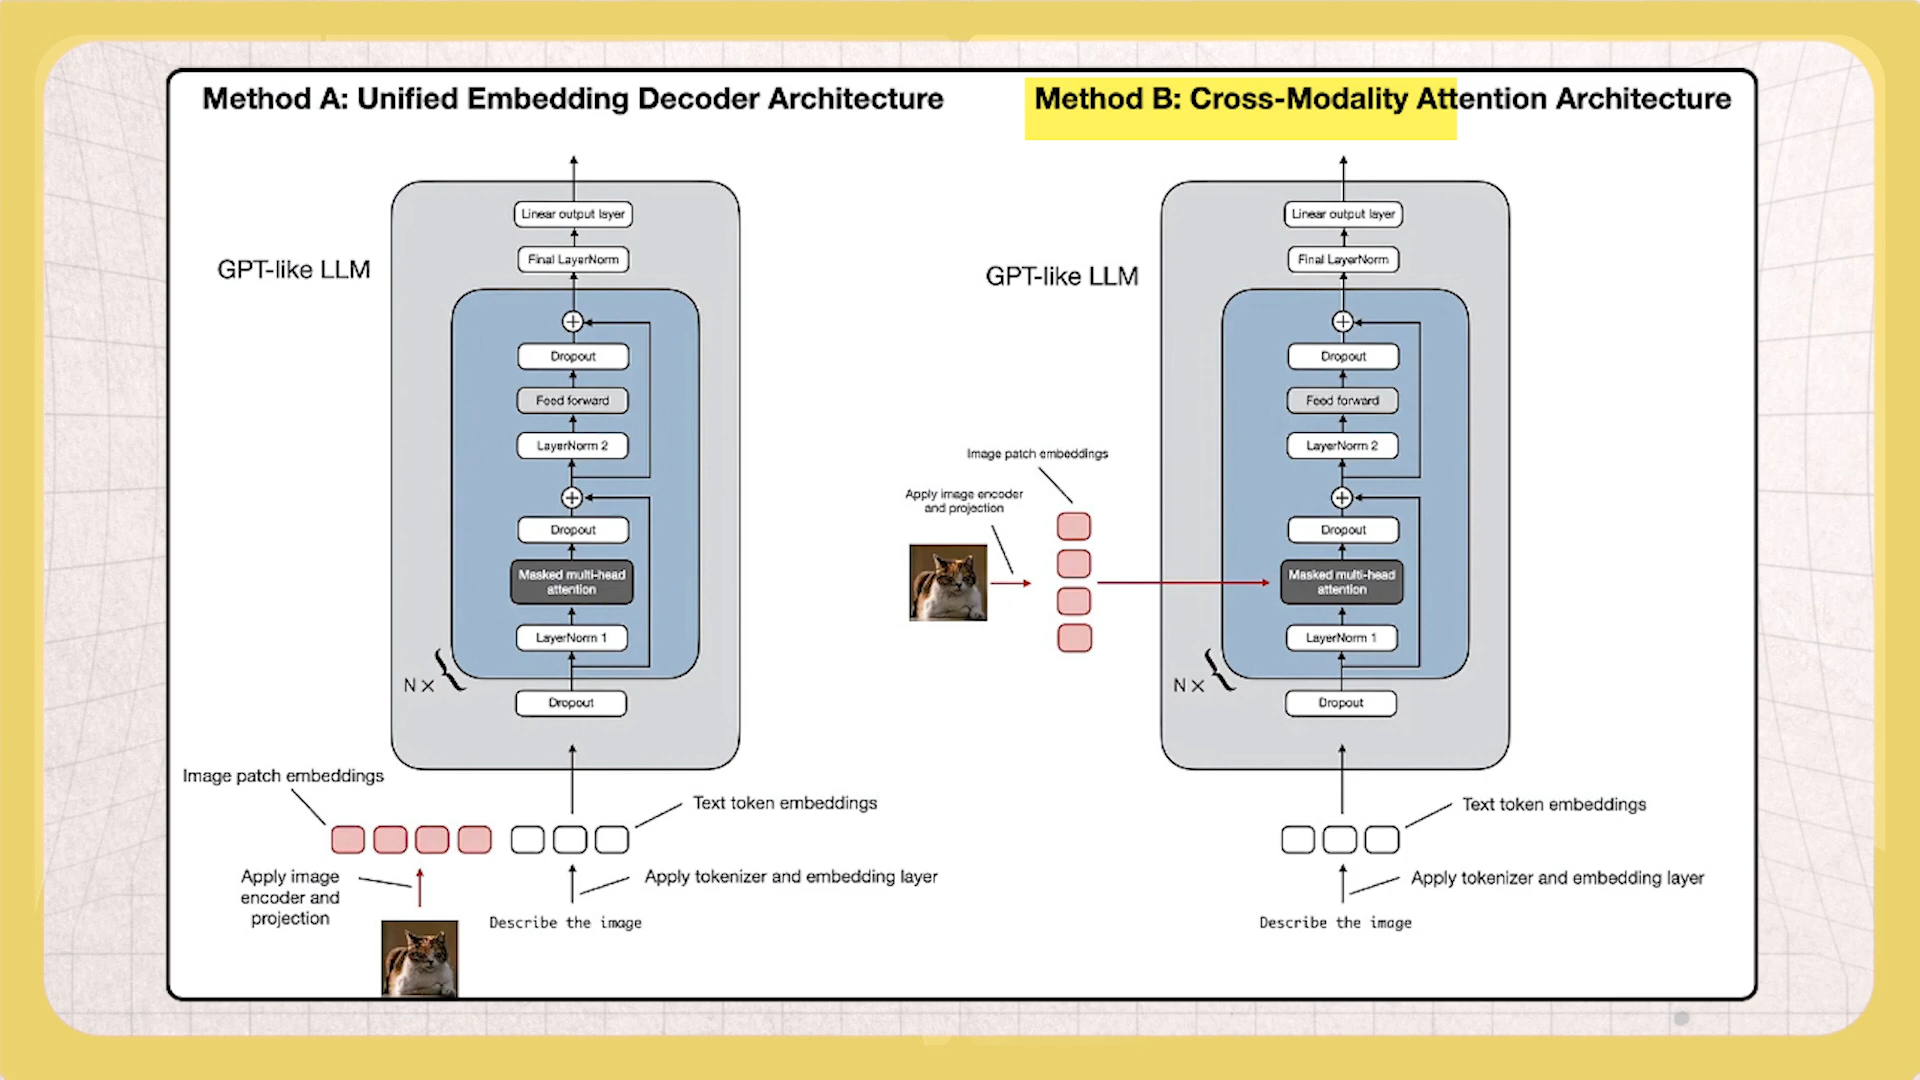 Method A: Unified Embedding Decoder Architecture
Linear output layer
Final LayerNorm
GPT-like LLM
Dropout
Feed forward
LayerNorm 2
Dropout
Masked multi-head
attention
LayerNorm 1
N×
Dropout
Image patch embeddings
Text token embeddings
Apply image
encoder and
projection
Apply tokenizer and embedding layer
Describe the image
Method B: Cross-Modality Attention Architecture
Linear output layer
Final LayerNorm
GPT-like LLM
Dropout
Feed forward
LayerNorm 2
Image patch embeddings
Apply image encoder
and projection
Dropout
Masked multi-head
attention
LayerNorm 1
N×
Dropout
Text token embeddings
Apply tokenizer and embedding layer
Describe the image